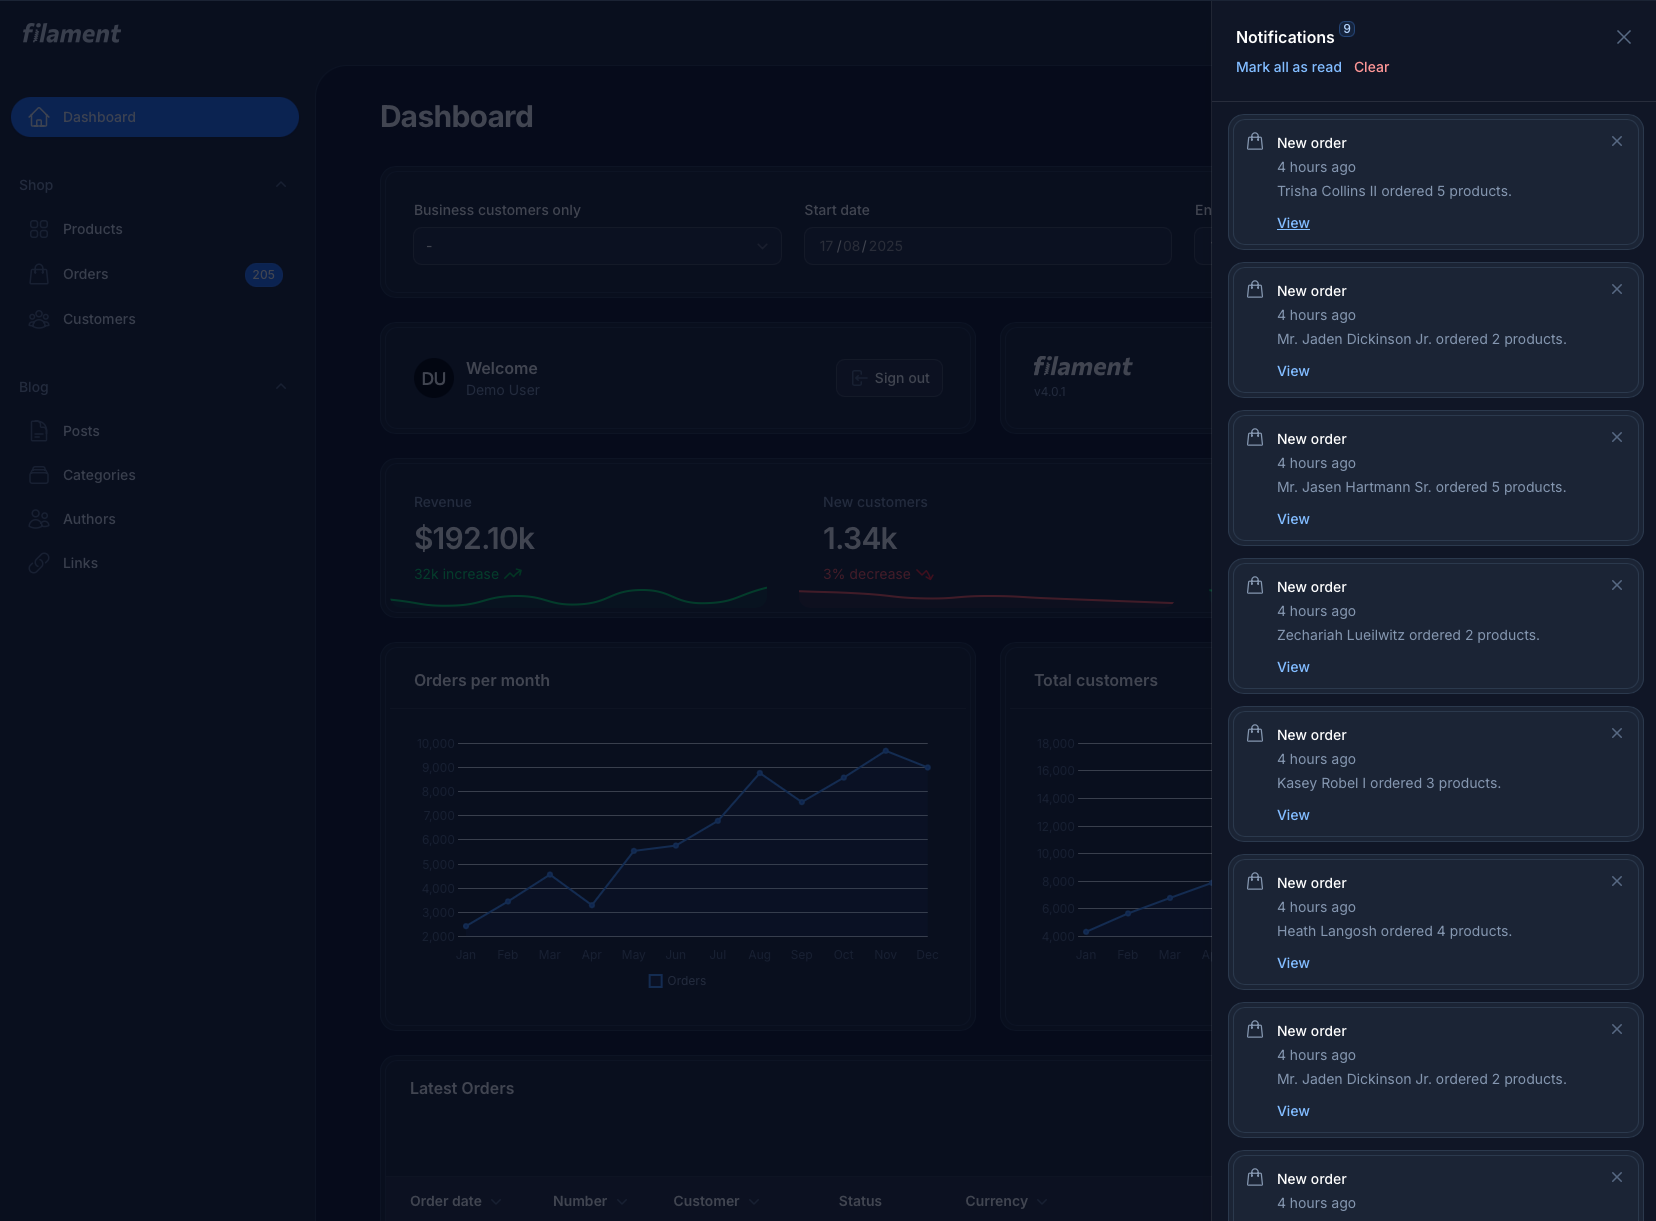 filament
Dashboard
Shop
Products
Orders
205
Customers
Blog
Posts
Categories
Authors
Links
Dashboard
Business customers only
-
Start date
17/08/2025
En
DU
Welcome
Demo User
Sign out
filament
v4.0.1
Revenue
$192.10k
32k increase
New customers
1.34k
3% decrease
Orders per month
10,000
9,000
8,000
7,000
6,000
5,000
4,000
3,000
2,000
Jan Feb Mar Apr May Jun Jul Aug Sep Oct Nov Dec
Orders
Total customers
18,000
16,000
14,000
12,000
10,000
8,000
6,000
4,000
Jan Feb Mar
Latest Orders
Order date Number Customer Status Currency
Notifications 9
Mark all as read Clear
New order
4 hours ago
Trisha Collins II ordered 5 products.
View
New order
4 hours ago
Mr. Jaden Dickinson Jr. ordered 2 products.
View
New order
4 hours ago
Mr. Jasen Hartmann Sr. ordered 5 products.
View
New order
4 hours ago
Zechariah Lueilwitz ordered 2 products.
View
New order
4 hours ago
Kasey Robel I ordered 3 products.
View
New order
4 hours ago
Heath Langosh ordered 4 products.
View
New order
4 hours ago
Mr. Jaden Dickinson Jr. ordered 2 products.
View
New order
4 hours ago